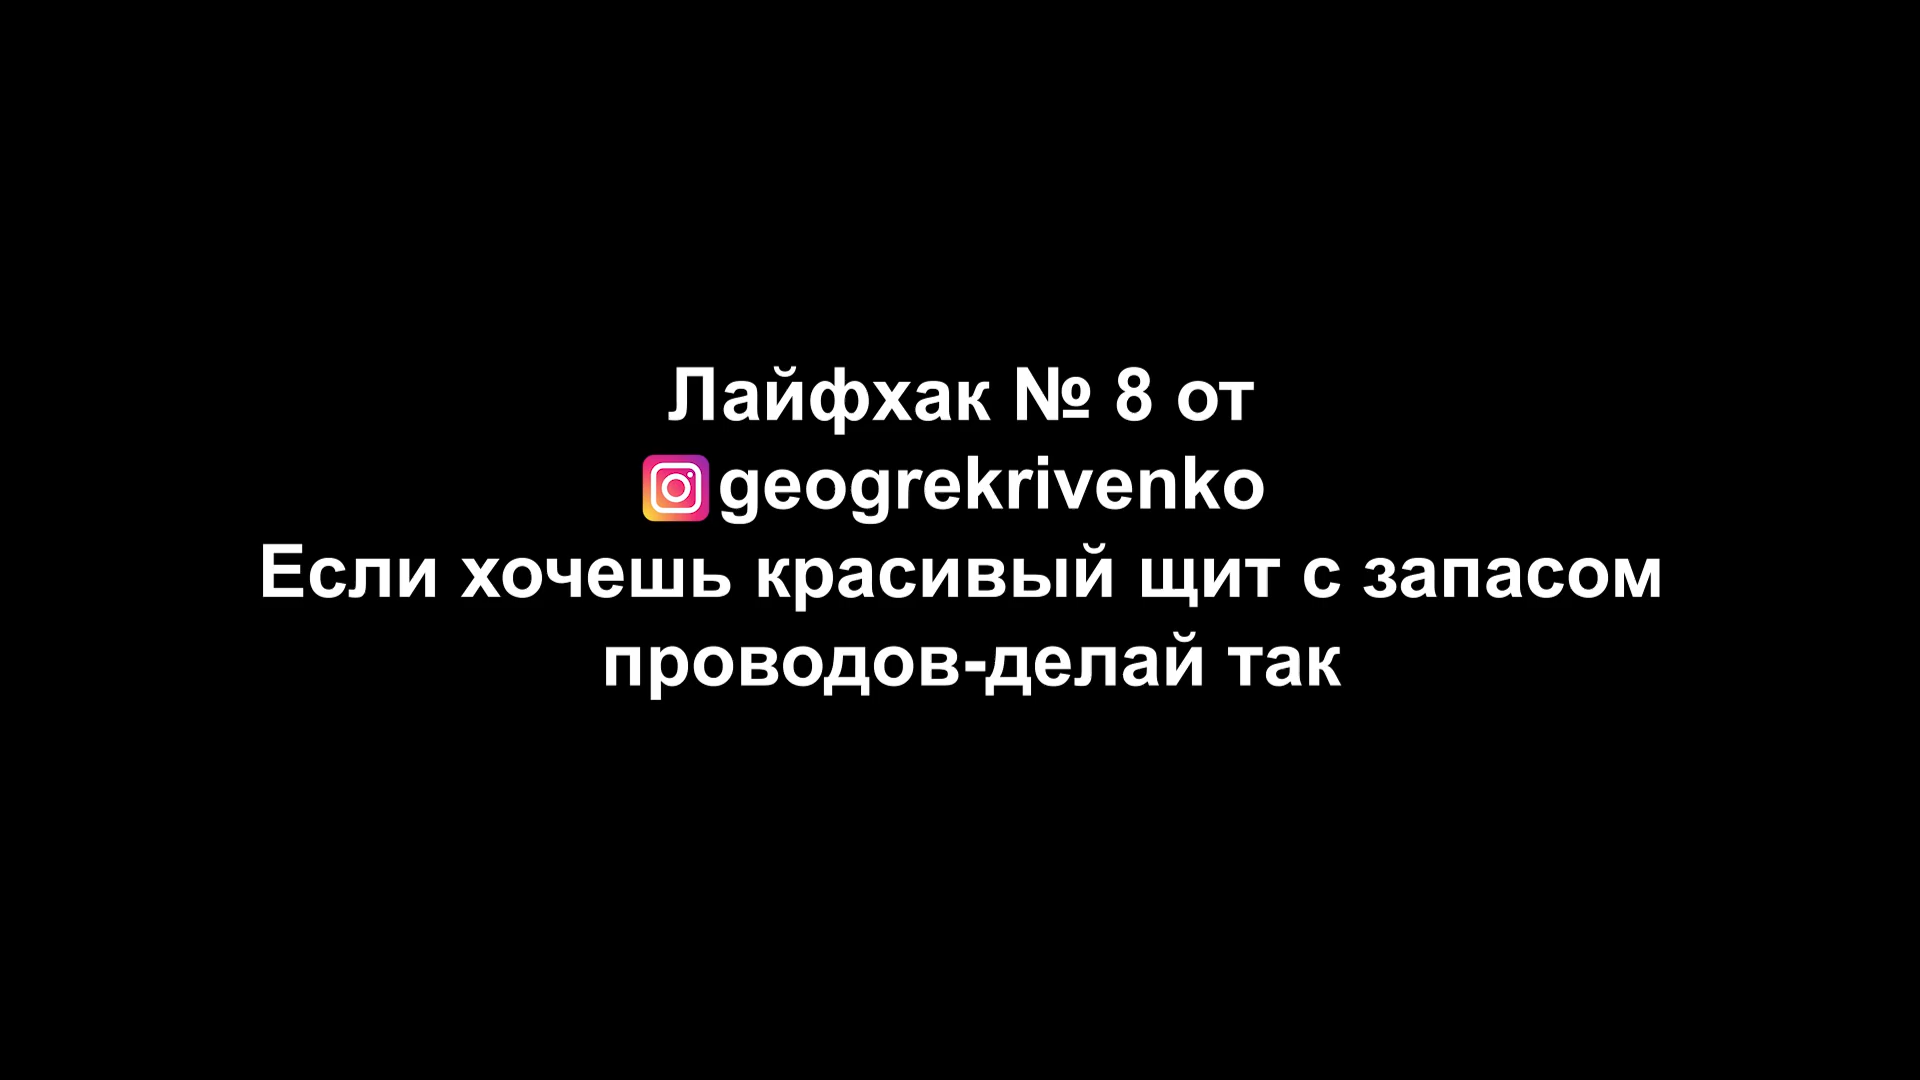 Лайфхак № 8 от
geogrekrivenko
Если хочешь красивый щит с запасом
проводов-делай так